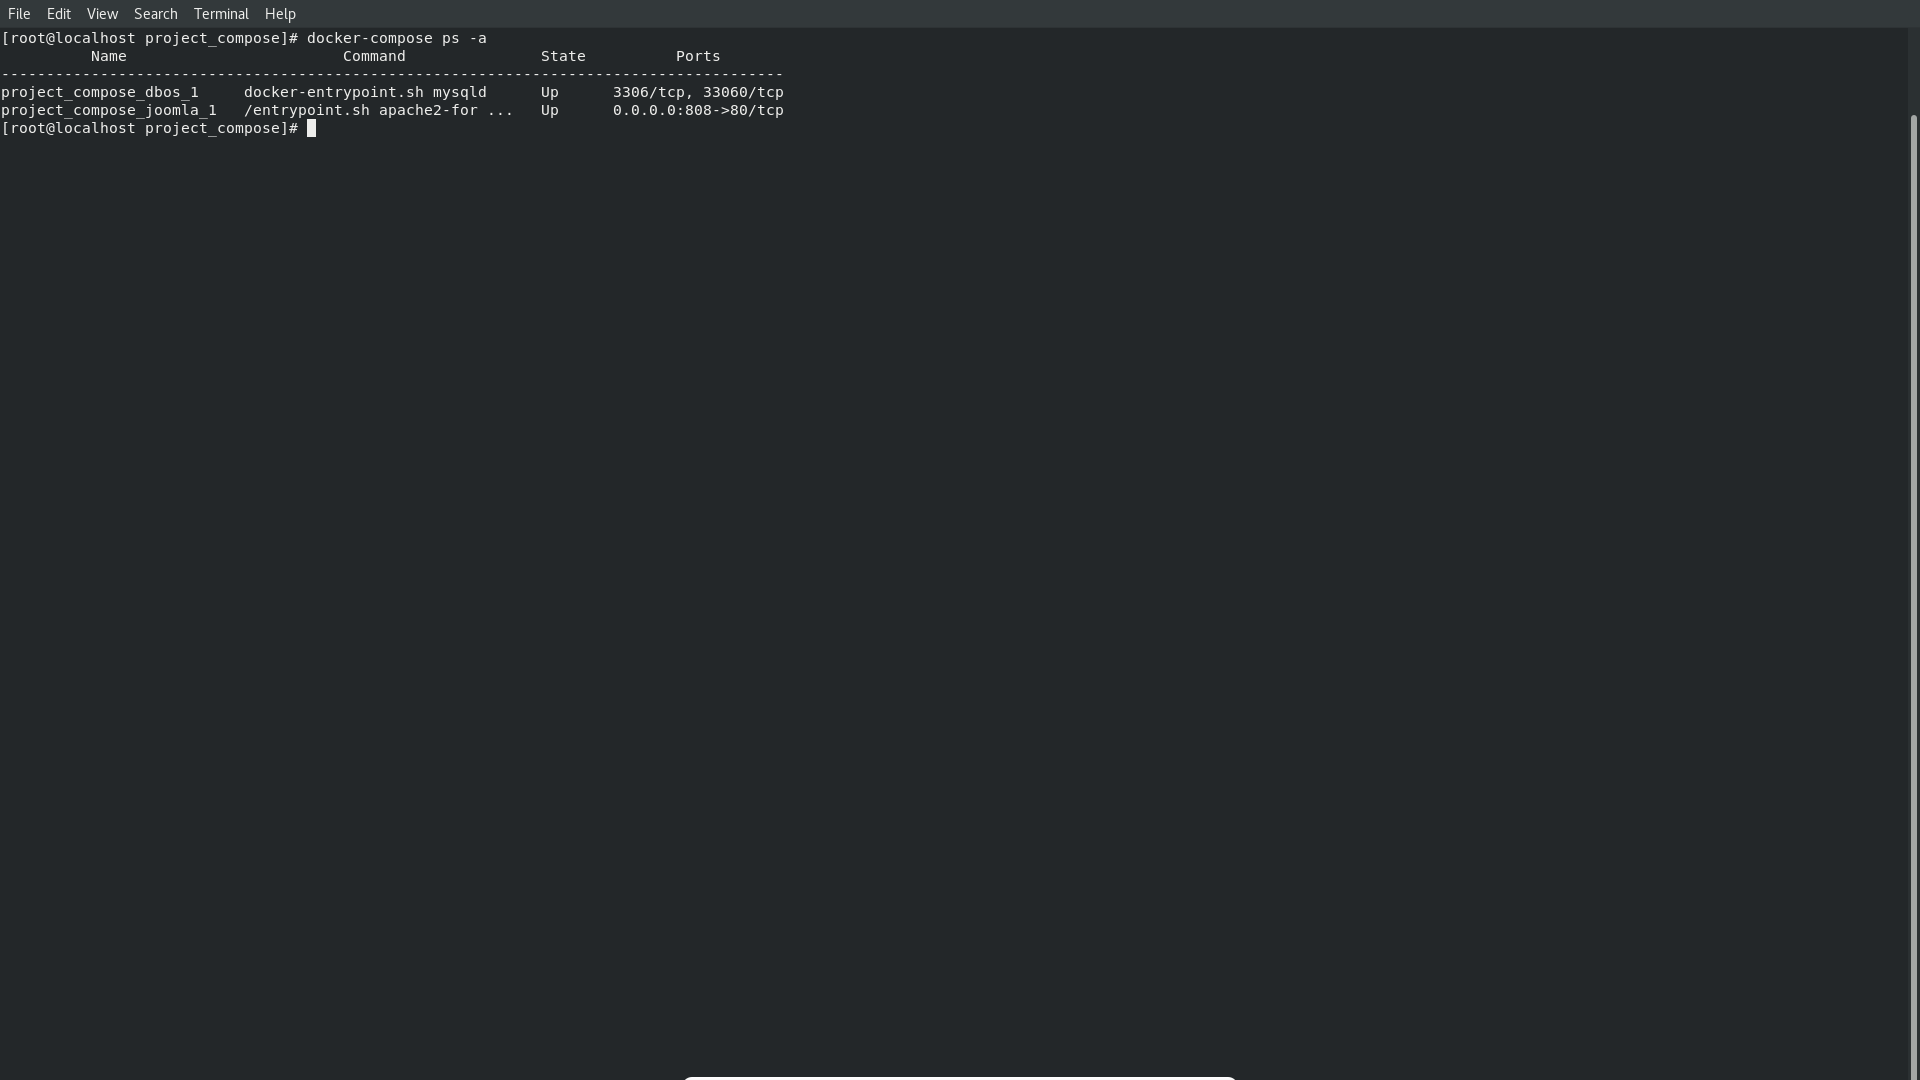 File Edit View Search Terminal Help
[root@localhost project_compose]# docker-compose ps -a
          Name                        Command               State          Ports
---------------------------------------------------------------------------------------
project_compose_dbos_1     docker-entrypoint.sh mysqld      Up      3306/tcp, 33060/tcp
project_compose_joomla_1   /entrypoint.sh apache2-for ...   Up      0.0.0.0:808->80/tcp
[root@localhost project_compose]#